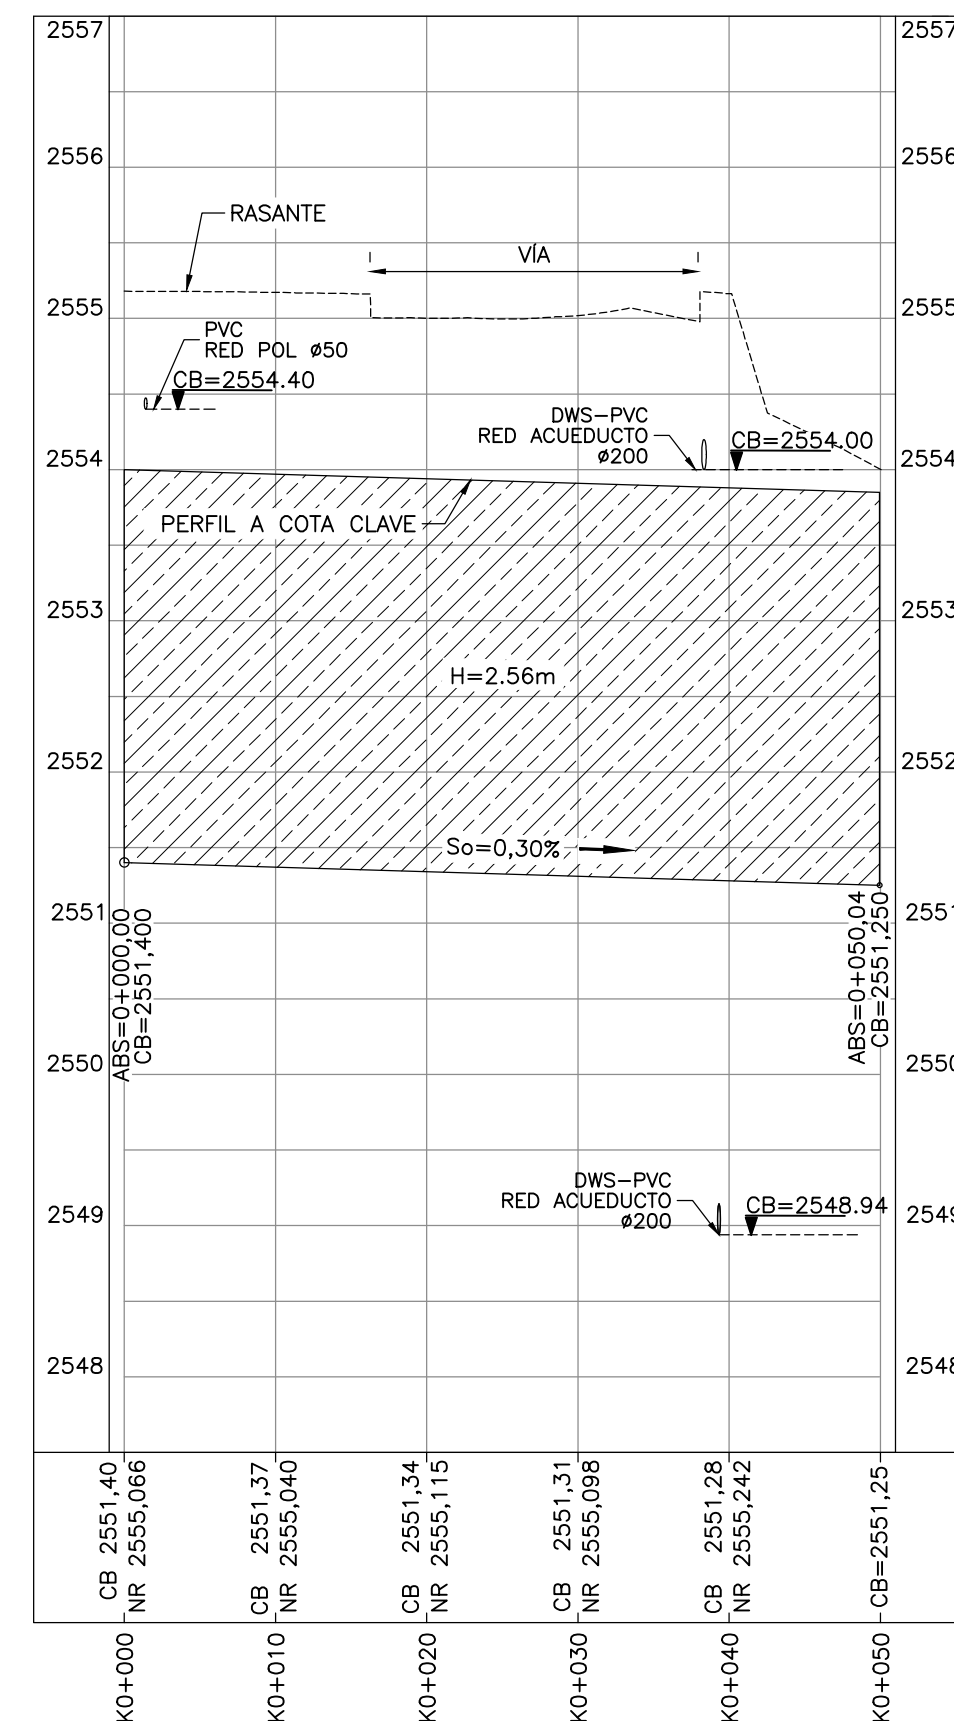 2557
2557
2556
2556
RASANTE
VÍA
2555
2555
PVC
RED POL ø50
CB=2554.40
DWS-PVC
RED ACUEDUCTO
ø200
CB=2554.00
2554
2554
PERFIL A COTA CLAVE
2553
2553
H=2.56m
2552
2552
So=0,30%
2551
2551
ABS=0+000,00
CB=2551,400
ABS=0+050,04
CB=2551,250
2550
2550
DWS-PVC
RED ACUEDUCTO
ø200
CB=2548.94
2549
2549
2548
2548
CB 2551,40
NR 2555,066
CB 2551,37
NR 2555,040
CB 2551,34
NR 2555,115
CB 2551,31
NR 2555,098
CB 2551,28
NR 2555,242
CB=2551,25
K0+000
K0+010
K0+020
K0+030
K0+040
K0+050